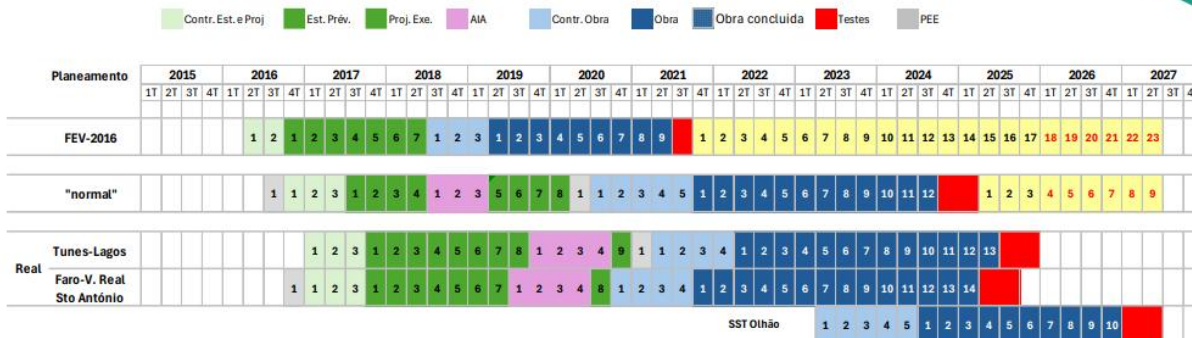 Contr. Est. e Proj Est. Prév. Proj. Exe. AIA Contr. Obra Obra Obra concluida Testes PEE
Planeamento 2015 2016 2017 2018 2019 2020 2021 2022 2023 2024 2025 2026 2027
1T 2T 3T 4T 1T 2T 3T 4T 1T 2T 3T 4T 1T 2T 3T 4T 1T 2T 3T 4T 1T 2T 3T 4T 1T 2T 3T 4T 1T 2T 3T 4T 1T 2T 3T 4T 1T 2T 3T 4T 1T 2T 3T 4T 1T 2T 3T 4T 1T 2T 3T 4
FEV-2016 1 2 1 2 3 4 5 6 7 1 2 3 1 2 3 4 5 6 7 8 9 1 2 3 4 5 6 7 8 9 10 11 12 13 14 15 16 17 18 19 20 21 22 23
"normal" 1 1 2 3 1 2 3 4 1 2 3 5 6 7 8 1 1 2 3 4 5 1 2 3 4 5 6 7 8 9 10 11 12 1 2 3 4 5 6 7 8 9
Real
Tunes-Lagos 1 2 3 1 2 3 4 5 6 7 8 1 2 3 4 9 1 1 2 3 4 1 2 3 4 5 6 7 8 9 10 11 12 13
Faro-V. Real
Sto António 1 1 2 3 1 2 3 4 5 6 7 1 2 3 4 8 1 2 3 4 1 2 3 4 5 6 7 8 9 10 11 12 13 14
SST Olhão 1 2 3 4 5 1 2 3 4 5 6 7 8 9 10